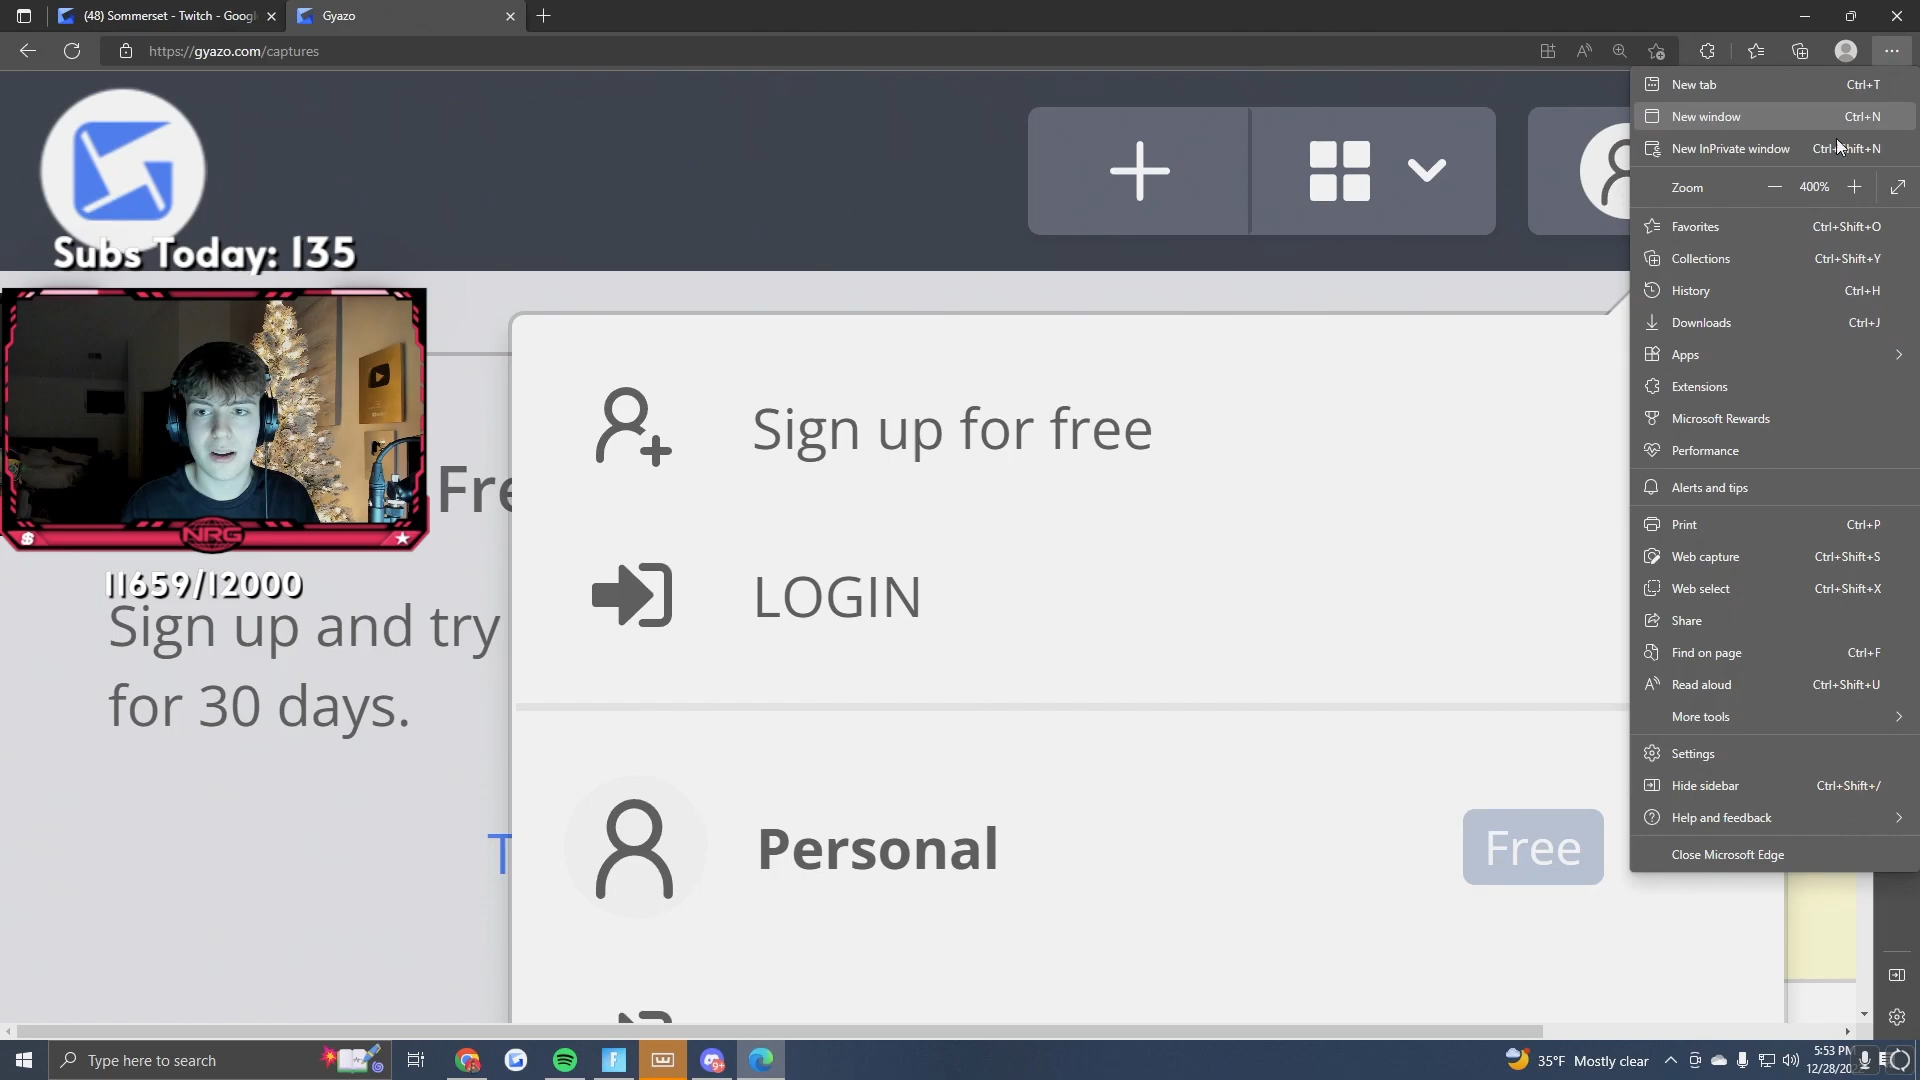 (48) Sommerset - Twitch - Googl
Gyazo
https://gyazo.com/captures
Subs Today: 135
NRG
11659/12000
Fre
Sign up and try
for 30 days.
T
Sign up for free
LOGIN
Personal
Free
New tab Ctrl+T
New window Ctrl+N
New InPrivate window
Zoom 400%
Favorites Ctrl+Shift+O
Collections Ctrl+Shift+Y
History Ctrl+H
Downloads Ctrl+J
Apps
Extensions
Microsoft Rewards
Performance
Alerts and tips
Print Ctrl+P
Web capture Ctrl+Shift+S
Web select Ctrl+Shift+X
Share
Find on page Ctrl+F
Read aloud Ctrl+Shift+U
More tools
Settings
Hide sidebar Ctrl+Shift+/
Help and feedback
Close Microsoft Edge
Type here to search
9+
35°F Mostly clear
5:53 PM